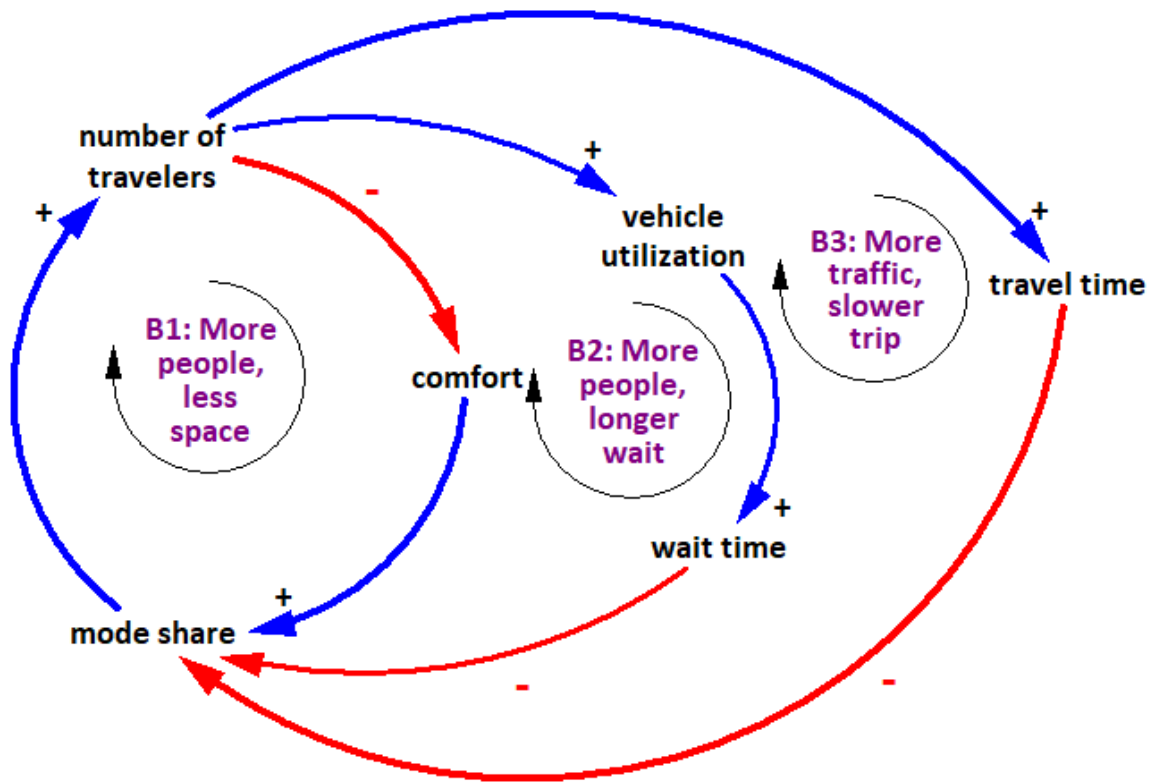 number of
travelers
+
-
+
+
vehicle
utilization
B3: More
traffic,
slower
trip
travel time
B1: More
people,
less
space
comfort
B2: More
people,
longer
wait
+
wait time
+
mode share
-
-